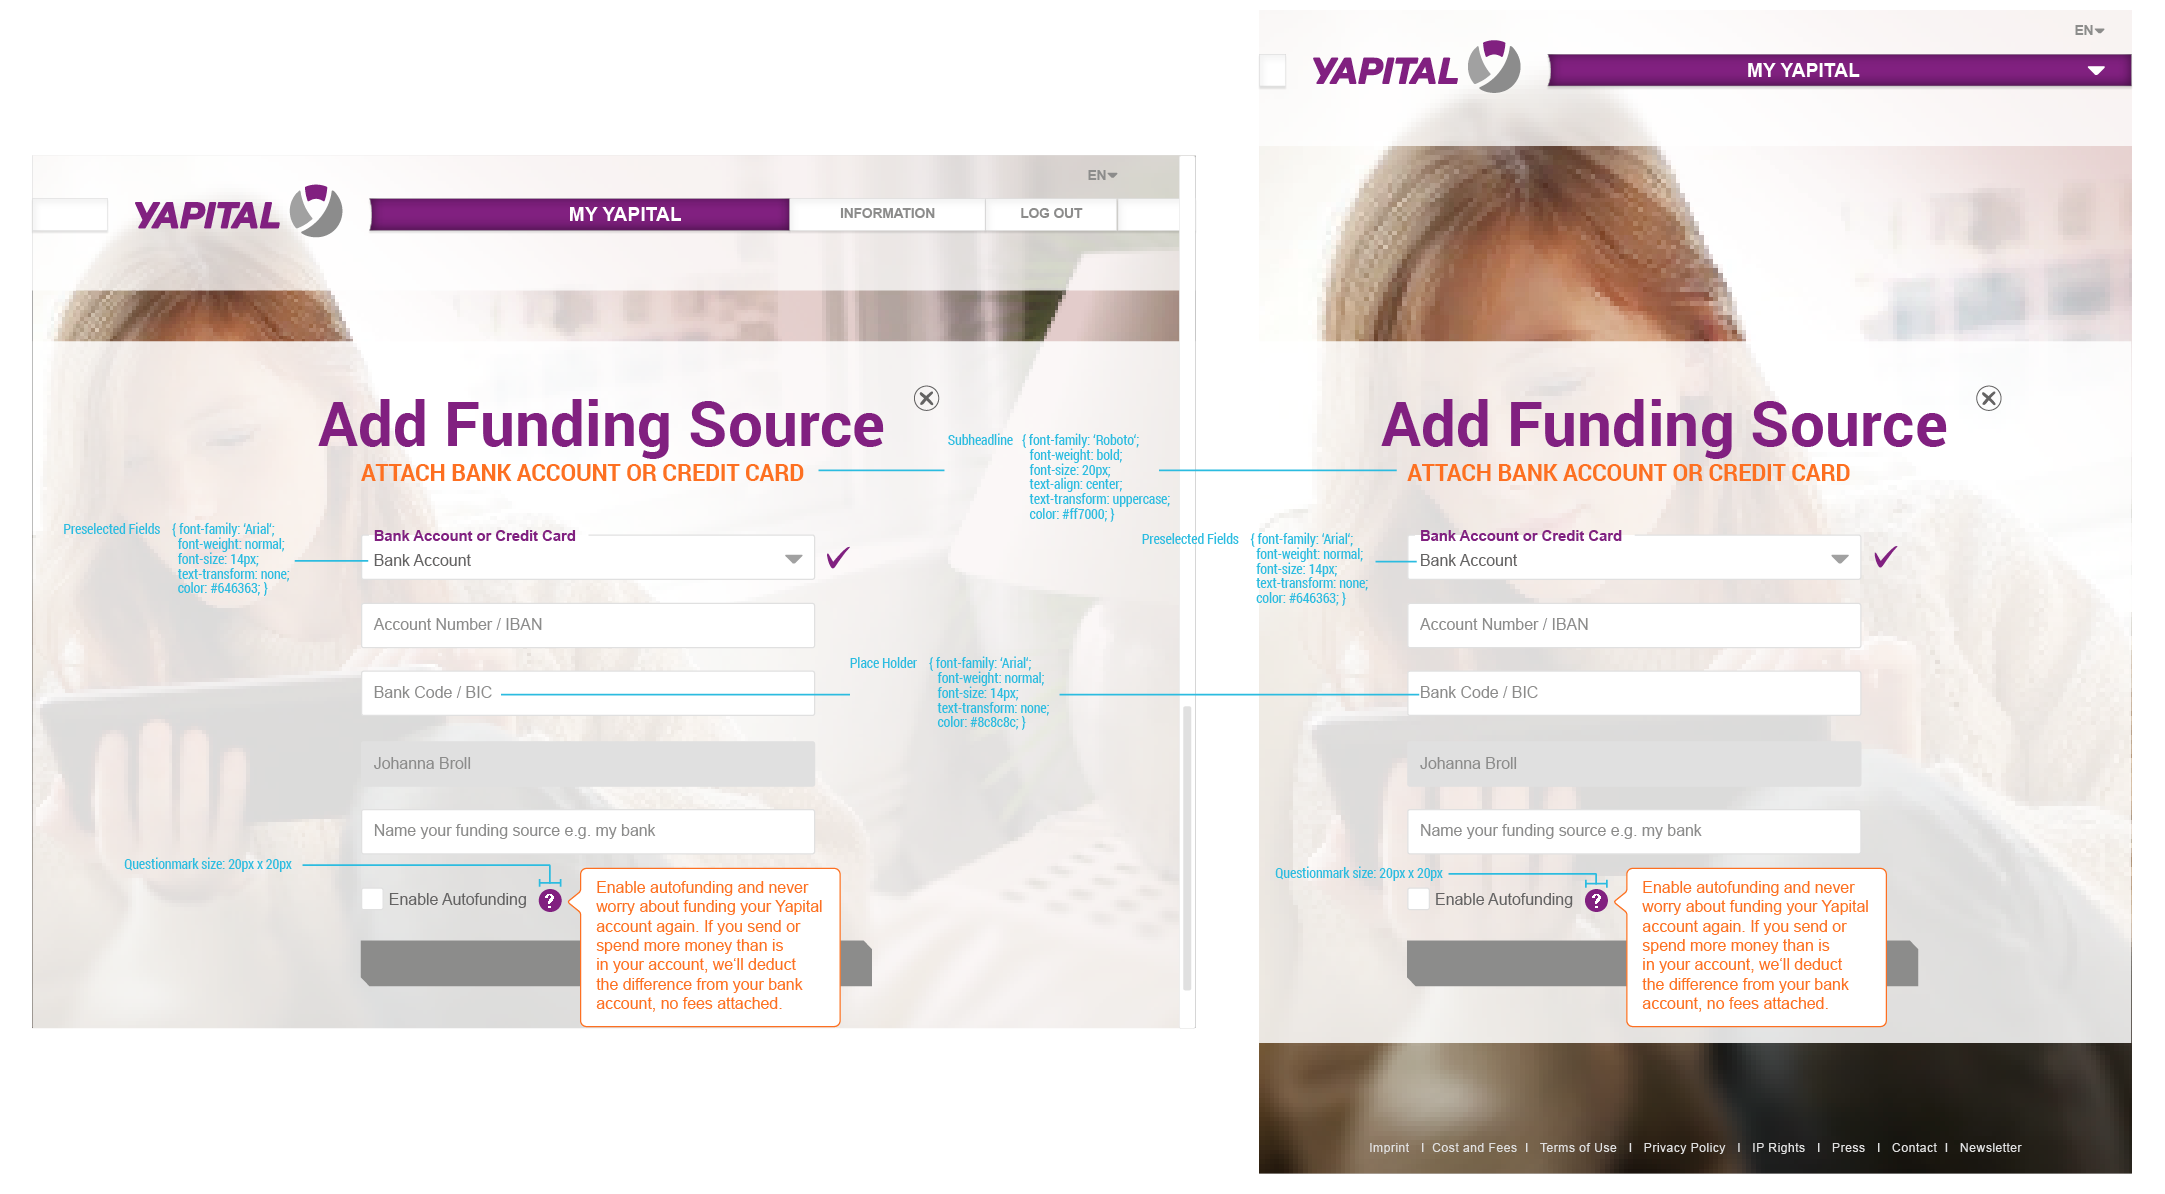 EN
YAPITAL
MY YAPITAL
INFORMATION
LOG OUT
Add Funding Source
ATTACH BANK ACCOUNT OR CREDIT CARD
Subheadline { font-family: 'Roboto';
font-weight: bold;
font-size: 20px;
text-align: center;
text-transform: uppercase;
color: #ff7000; }
Preselected Fields { font-family: 'Arial';
font-weight: normal;
font-size: 14px;
text-transform: none;
color: #646363; }
Bank Account or Credit Card
Bank Account
Account Number / IBAN
Bank Code / BIC
Place Holder { font-family: 'Arial';
font-weight: normal;
font-size: 14px;
text-transform: none;
color: #8c8c8c; }
Johanna Broll
Name your funding source e.g. my bank
Questionmark size: 20px x 20px
Enable Autofunding ?
Enable autofunding and never
worry about funding your Yapital
account again. If you send or
spend more money than is
in your account, we'll deduct
the difference from your bank
account, no fees attached.
EN
YAPITAL
MY YAPITAL
Add Funding Source
ATTACH BANK ACCOUNT OR CREDIT CARD
Preselected Fields { font-family: 'Arial';
font-weight: normal;
font-size: 14px;
text-transform: none;
color: #646363; }
Bank Account or Credit Card
Bank Account
Account Number / IBAN
Bank Code / BIC
Johanna Broll
Name your funding source e.g. my bank
Questionmark size: 20px x 20px
Enable Autofunding ?
Enable autofunding and never
worry about funding your Yapital
account again. If you send or
spend more money than is
in your account, we'll deduct
the difference from your bank
account, no fees attached.
Imprint I Cost and Fees I Terms of Use I Privacy Policy I IP Rights I Press I Contact I Newsletter